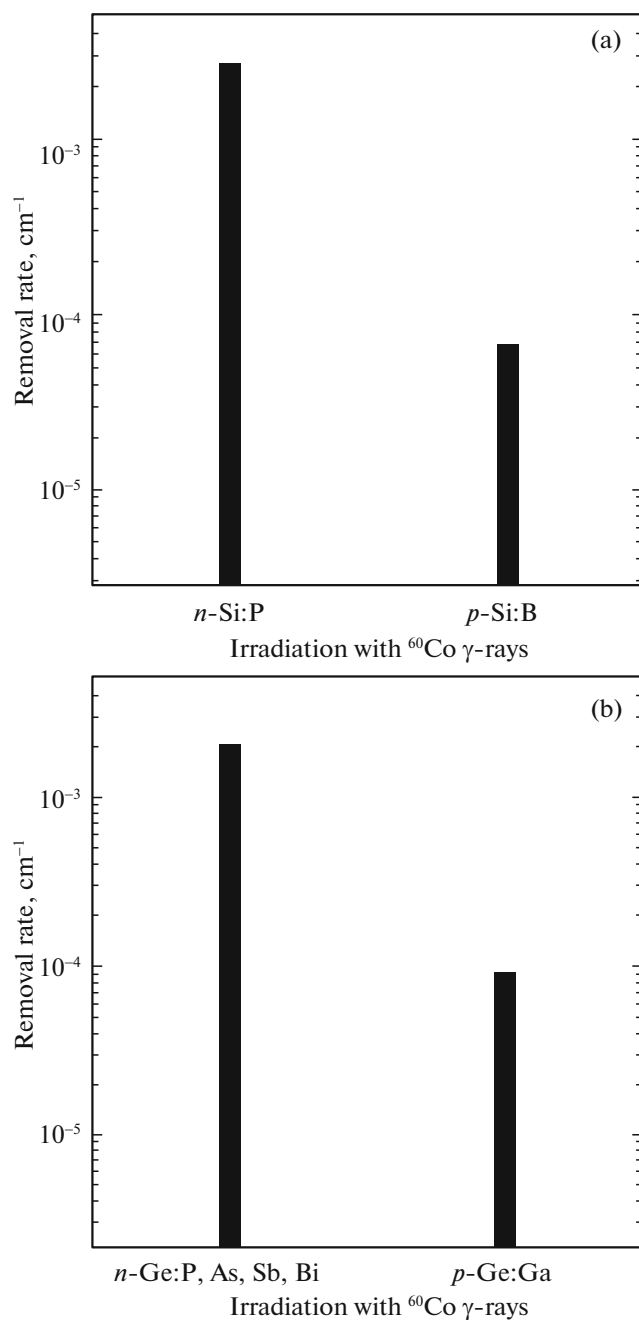 (a)
Removal rate, cm⁻¹
10⁻³
10⁻⁴
10⁻⁵
n-Si:P p-Si:B
Irradiation with ⁶⁰Co γ-rays
(b)
Removal rate, cm⁻¹
10⁻³
10⁻⁴
10⁻⁵
n-Ge:P, As, Sb, Bi p-Ge:Ga
Irradiation with ⁶⁰Co γ-rays